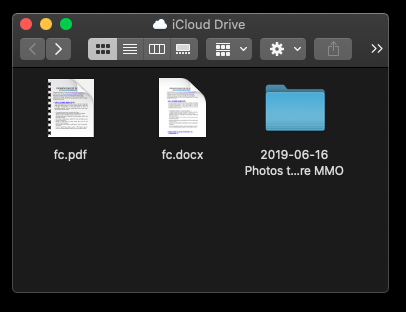 iCloud Drive
fc.pdf
fc.docx
2019-06-16
Photos t...re MMO